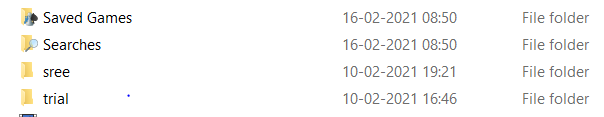 Saved Games 16-02-2021 08:50 File folder
Searches 16-02-2021 08:50 File folder
sree 10-02-2021 19:21 File folder
trial 10-02-2021 16:46 File folder